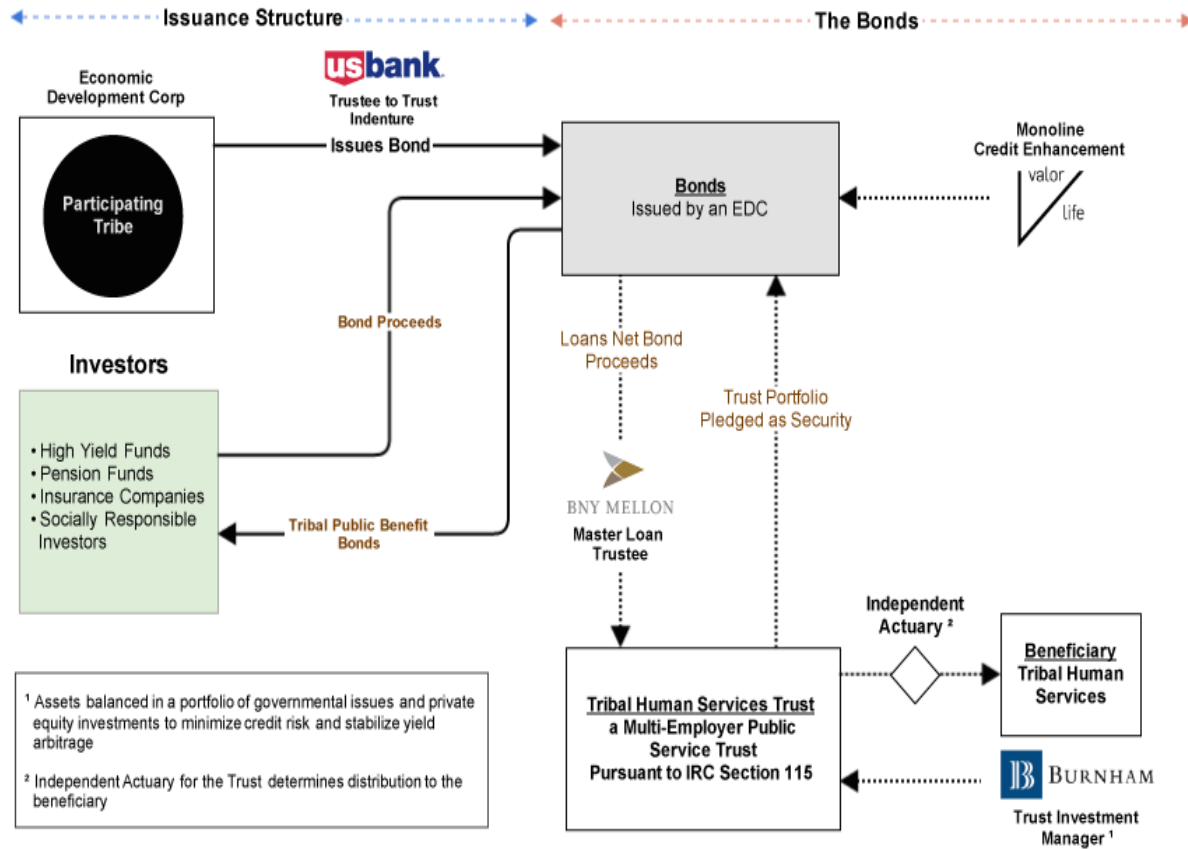 Issuance Structure
The Bonds
Economic
Development Corp
usbank.
Trustee to Trust
Indenture
Issues Bond
Participating
Tribe
Bonds
Issued by an EDC
Monoline
Credit Enhancement
valor
life
Bond Proceeds
Investors
• High Yield Funds
• Pension Funds
• Insurance Companies
• Socially Responsible
Investors
Tribal Public Benefit
Bonds
Loans Net Bond
Proceeds
Trust Portfolio
Pledged as Security
BNY MELLON
Master Loan
Trustee
Independent
Actuary ²
Beneficiary
Tribal Human
Services
Tribal Human Services Trust
a Multi-Employer Public
Service Trust
Pursuant to IRC Section 115
B BURNHAM
Trust Investment
Manager ¹
¹ Assets balanced in a portfolio of governmental issues and private
equity investments to minimize credit risk and stabilize yield
arbitrage
² Independent Actuary for the Trust determines distribution to the
beneficiary